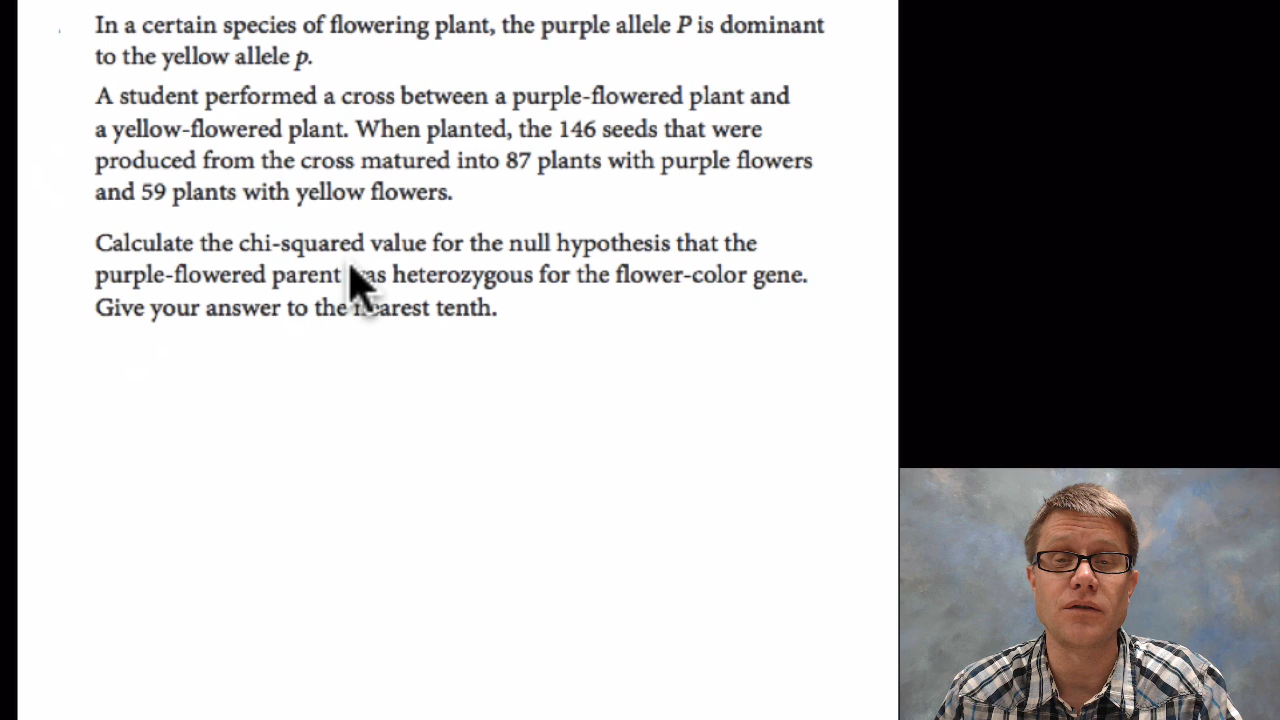 In a certain species of flowering plant, the purple allele P is dominant
to the yellow allele p.
A student performed a cross between a purple-flowered plant and
a yellow-flowered plant. When planted, the 146 seeds that were
produced from the cross matured into 87 plants with purple flowers
and 59 plants with yellow flowers.
Calculate the chi-squared value for the null hypothesis that the
purple-flowered parent was heterozygous for the flower-color gene.
Give your answer to the nearest tenth.